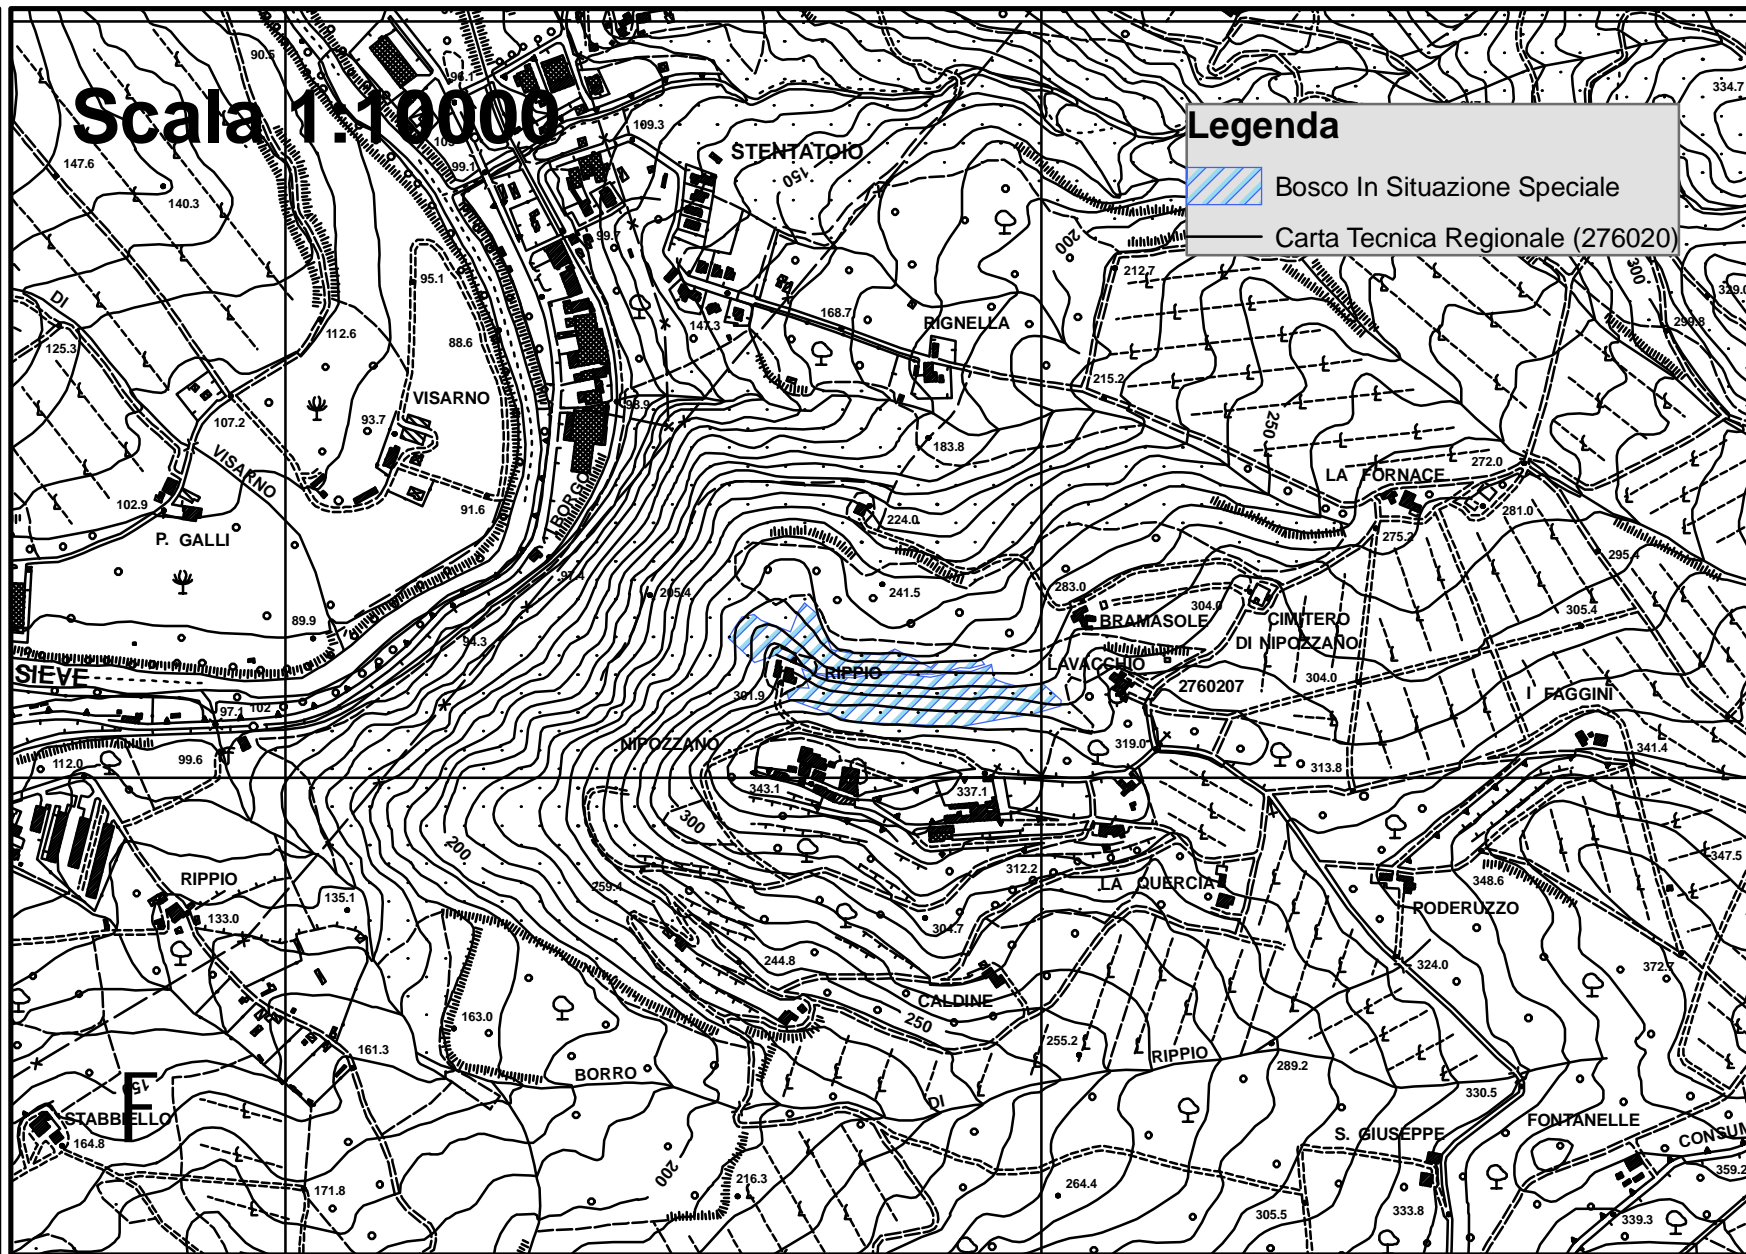 Scala 1:10000
Legenda
Bosco In Situazione Speciale
Carta Tecnica Regionale (276020)
90.5
96.1
334.7
109.3
99.1
STENTATOIO
150
147.6
140.3
99.7
200
212.7
300
329.0
299.8
95.1
DI
112.6
125.3
88.6
147.3
168.7
RIGNELLA
215.2
VISARNO
98.9
107.2
93.7
183.8
250
VISARNO
LA FORNACE
272.0
102.9
91.6
BORGO
224.0
281.0
P. GALLI
275.2
295.4
97.4
205.4
241.5
283.0
304.0
305.4
89.9
94.3
BRAMASOLE
CIMITERO
DI NIPOZZANO
SIEVE
RIPPIO
LAVACCHIO
2760207
304.0
I FAGGINI
301.9
97.1
102
NIPOZZANO
319.0
341.4
112.0
99.6
313.8
343.1
337.1
300
200
347.5
RIPPIO
259.4
312.2
LA QUERCIA
348.6
133.0
135.1
304.7
PODERUZZO
244.8
324.0
372.7
CALDINE
163.0
250
255.2
161.3
RIPPIO
289.2
BORRO
150
E
DI
330.5
STABBIELLO
164.8
S. GIUSEPPE
FONTANELLE
CONSUM
200
359.2
171.8
216.3
264.4
305.5
333.8
339.3